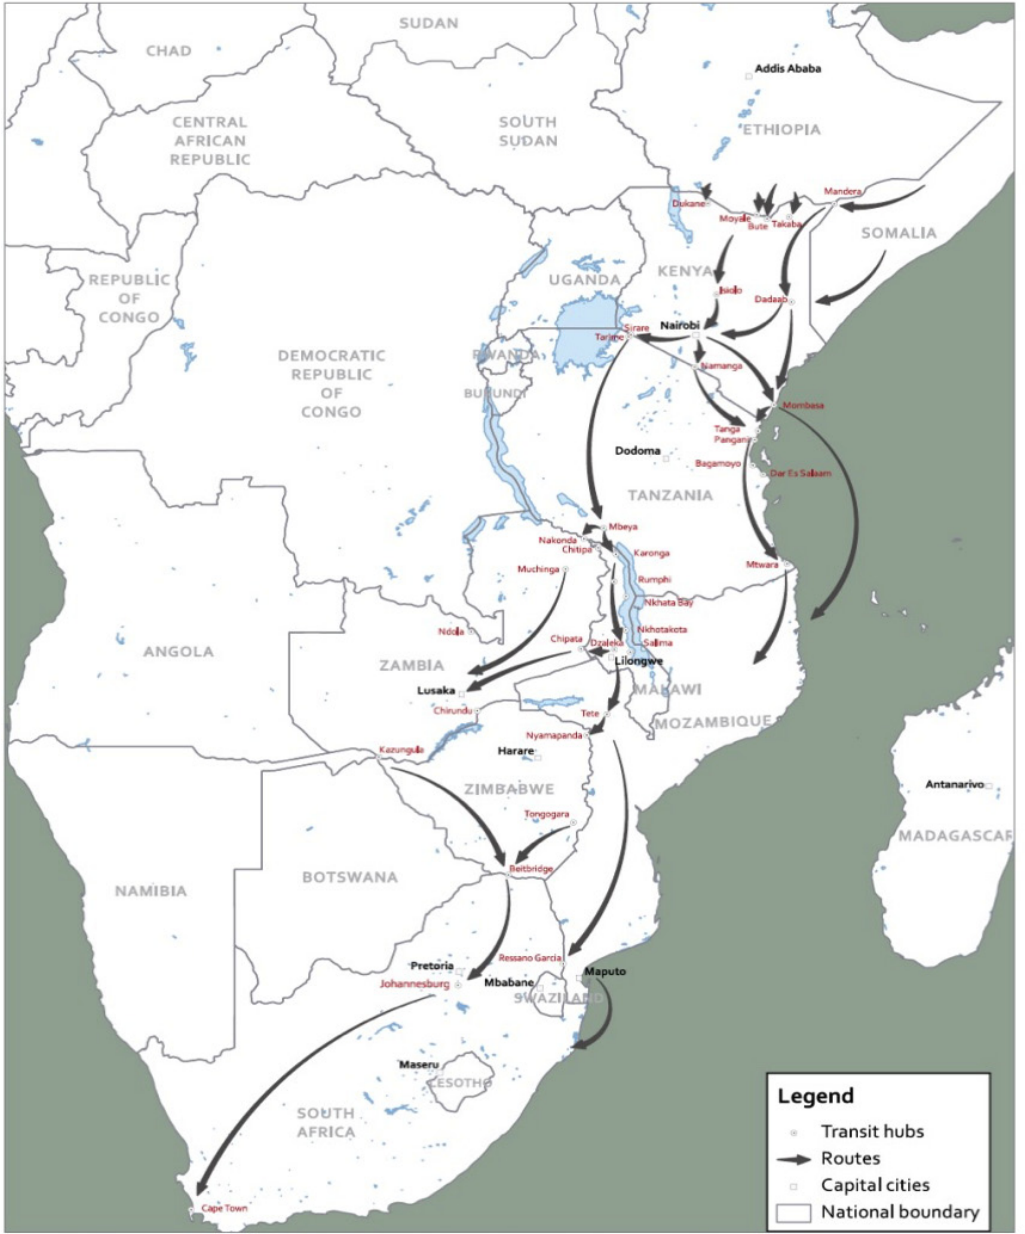 SUDAN
CHAD
Addis Ababa
CENTRAL
AFRICAN
REPUBLIC
SOUTH
SUDAN
ETHIOPIA
Mandera
Dukane
Moyale
Bute
Takaba
SOMALIA
REPUBLIC
OF
CONGO
UGANDA
KENYA
Isiolo
Dadaab
Sirare
Nairobi
Tarime
DEMOCRATIC
REPUBLIC
OF
CONGO
RWANDA
Namanga
BURUNDI
Mombasa
Tanga
Pangani
Dodoma
Bagamoyo
Dar Es Salaam
TANZANIA
Mbeya
Nakonda
Chitipa
Karonga
Muchinga
Mtwara
Rumphi
Nkhata Bay
Ndola
Nkhotakota
Chipata
Dzaleka
Salima
ANGOLA
ZAMBIA
Lilongwe
Lusaka
MALAWI
Chirundu
Tete
MOZAMBIQUE
Nyamapanda
Kazungula
Harare
ZIMBABWE
Antanarivo
Tongogara
MADAGASCAR
Beitbridge
NAMIBIA
BOTSWANA
Ressano Garcia
Pretoria
Maputo
Johannesburg
Mbabane
SWAZILAND
Maseru
LESOTHO
SOUTH
AFRICA
Cape Town
Legend
Transit hubs
Routes
Capital cities
National boundary